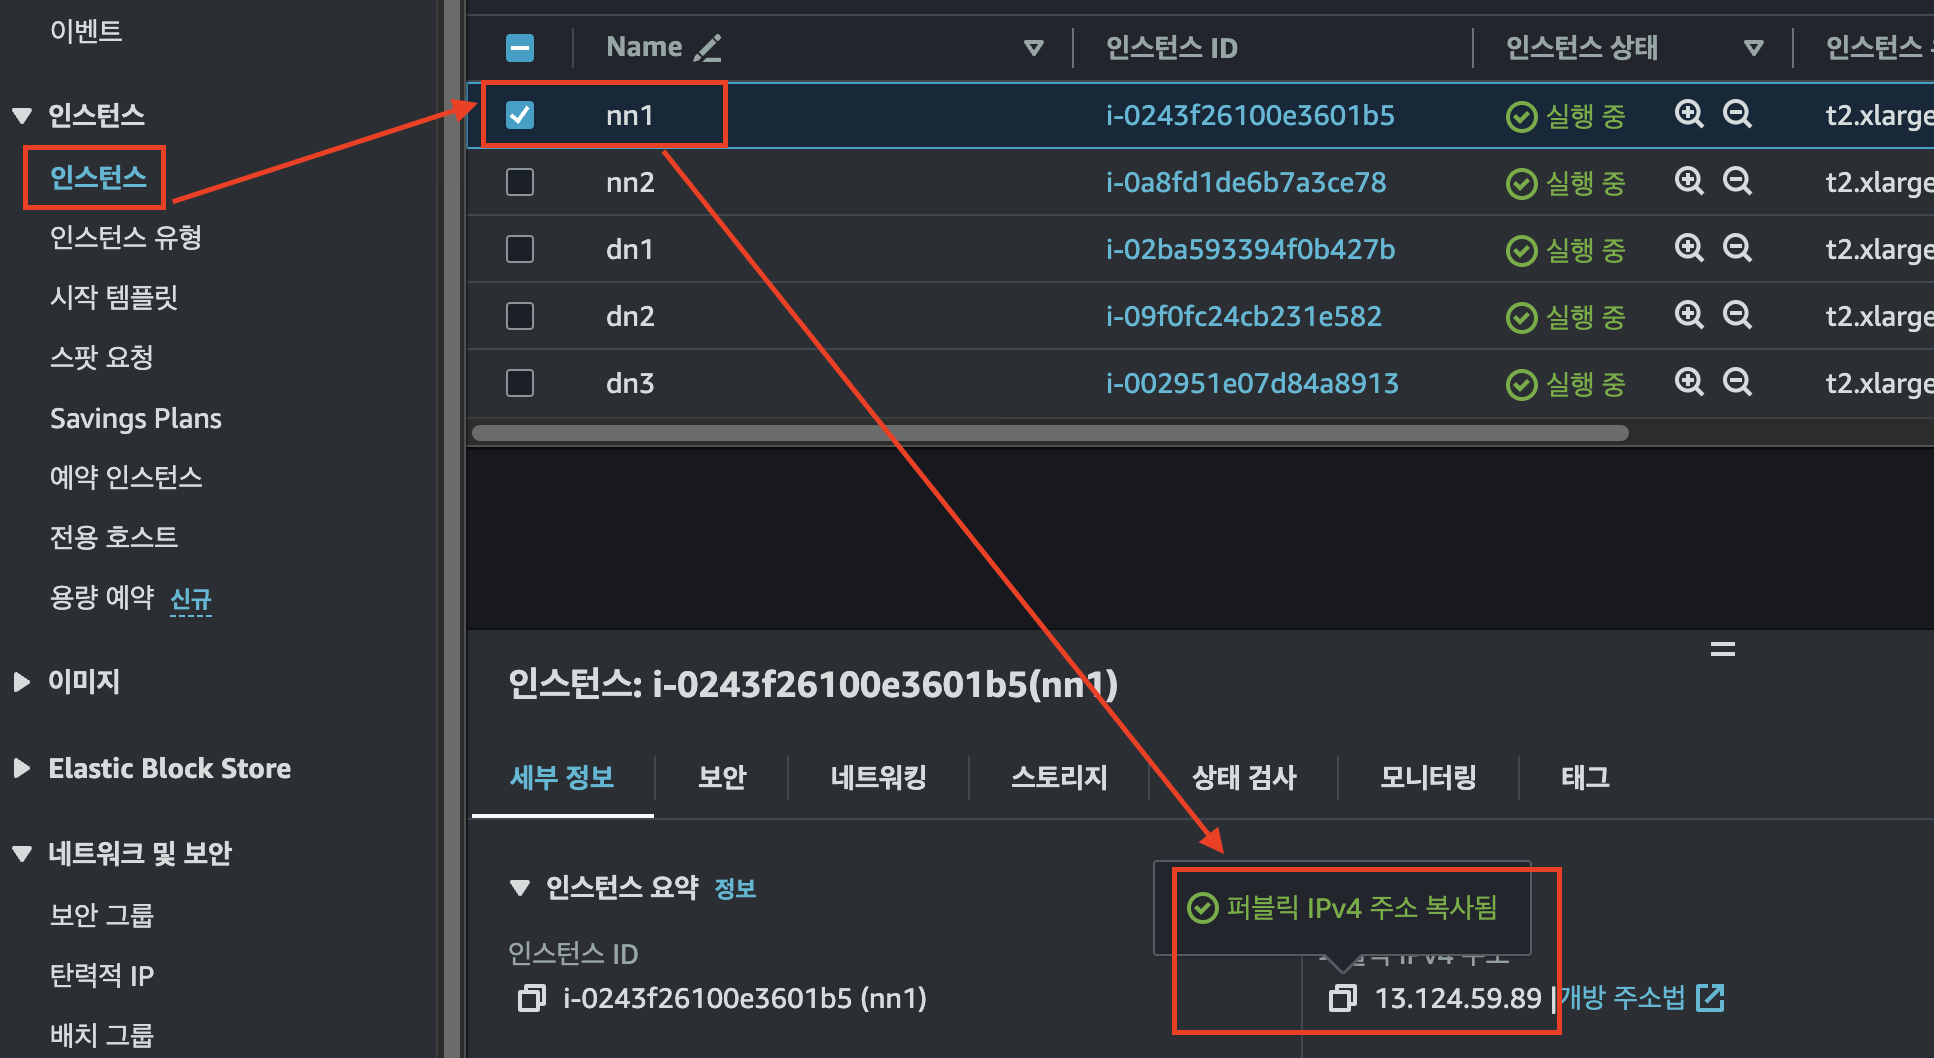 이벤트
인스턴스
인스턴스
인스턴스 유형
시작 템플릿
스팟 요청
Savings Plans
예약 인스턴스
전용 호스트
용량 예약 신규
이미지
Elastic Block Store
네트워크 및 보안
보안 그룹
탄력적 IP
배치 그룹
Name 인스턴스 ID 인스턴스 상태 인스턴스
nn1 i-0243f26100e3601b5 실행 중 t2.xlarge
nn2 i-0a8fd1de6b7a3ce78 실행 중 t2.xlarge
dn1 i-02ba593394f0b427b 실행 중 t2.xlarge
dn2 i-09f0fc24cb231e582 실행 중 t2.xlarge
dn3 i-002951e07d84a8913 실행 중 t2.xlarge
인스턴스: i-0243f26100e3601b5(nn1)
세부 정보 보안 네트워킹 스토리지 상태 검사 모니터링 태그
인스턴스 요약 정보
퍼블릭 IPv4 주소 복사됨
인스턴스 ID
i-0243f26100e3601b5 (nn1)
13.124.59.89 |개방 주소법